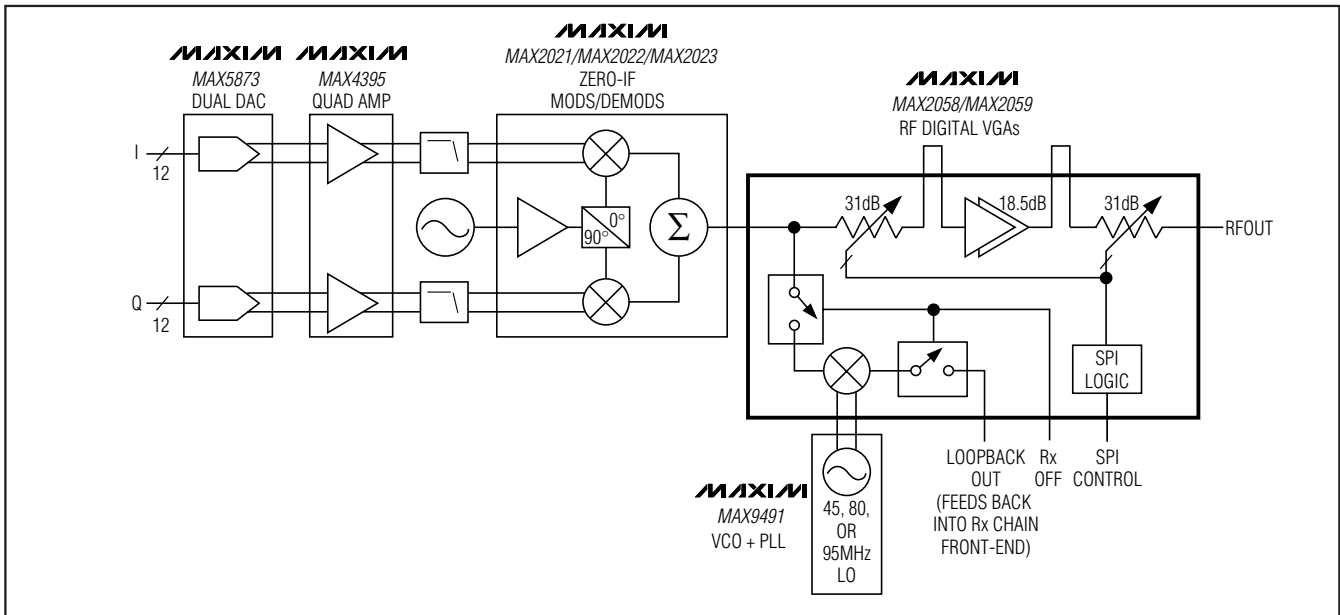 MAXIM
MAX5873
DUAL DAC
MAXIM
MAX4395
QUAD AMP
MAXIM
MAX2021/MAX2022/MAX2023
ZERO-IF
MODS/DEMODS
MAXIM
MAX2058/MAX2059
RF DIGITAL VGAs
I
12
Q
12
0°
90°
Σ
31dB
18.5dB
31dB
RFOUT
SPI
LOGIC
LOOPBACK
OUT
(FEEDS BACK
INTO Rx CHAIN
FRONT-END)
Rx
OFF
SPI
CONTROL
MAXIM
MAX9491
VCO + PLL
45, 80,
OR
95MHz
LO